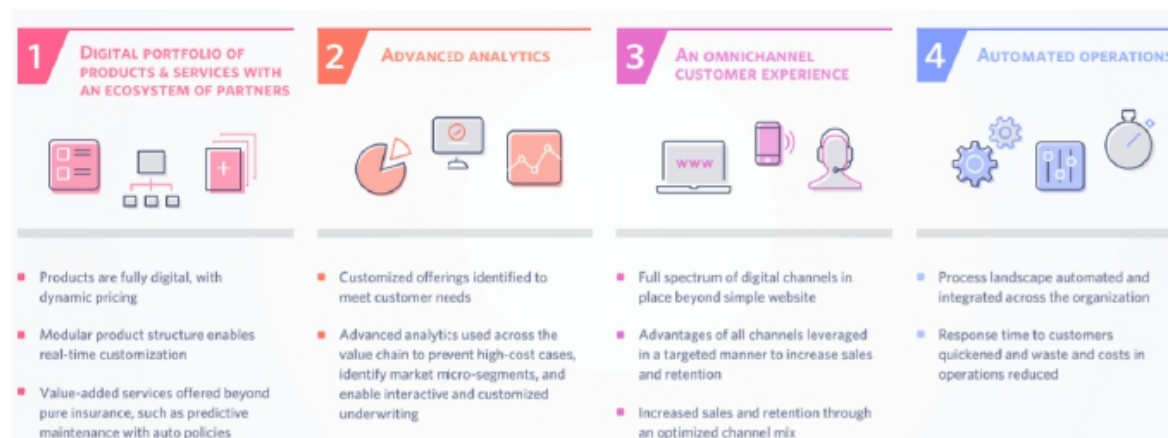 1
DIGITAL PORTFOLIO OF
PRODUCTS & SERVICES WITH
AN ECOSYSTEM OF PARTNERS
Products are fully digital, with
dynamic pricing
Modular product structure enables
real-time customization
Value-added services offered beyond
pure insurance, such as predictive
maintenance with auto policies
2
ADVANCED ANALYTICS
Customized offerings identified to
meet customer needs
Advanced analytics used across the
value chain to prevent high-cost cases,
identify market micro-segments, and
enable interactive and customized
underwriting
3
AN OMNICHANNEL
CUSTOMER EXPERIENCE
www
Full spectrum of digital channels in
place beyond simple website
Advantages of all channels leveraged
in a targeted manner to increase sales
and retention
Increased sales and retention through
an optimized channel mix
4
AUTOMATED OPERATIONS
Process landscape automated and
integrated across the organization
Response time to customers
quickened and waste and costs in
operations reduced